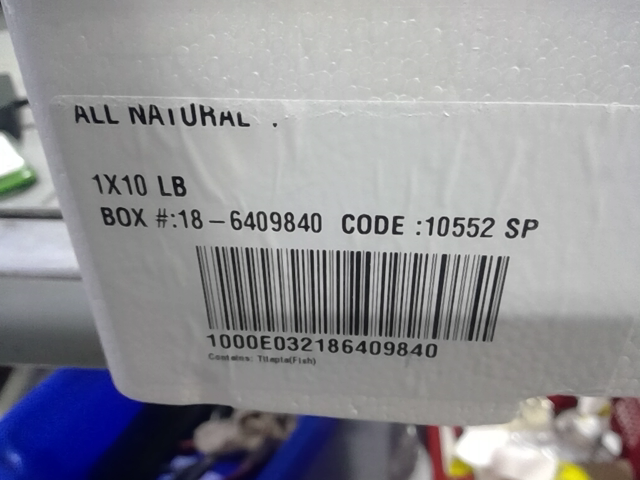 ALL NATURAL .
1X10 LB
BOX #:18-6409840 CODE :10552 SP
1000E032186409840
Contains: Tilapia(Fish)